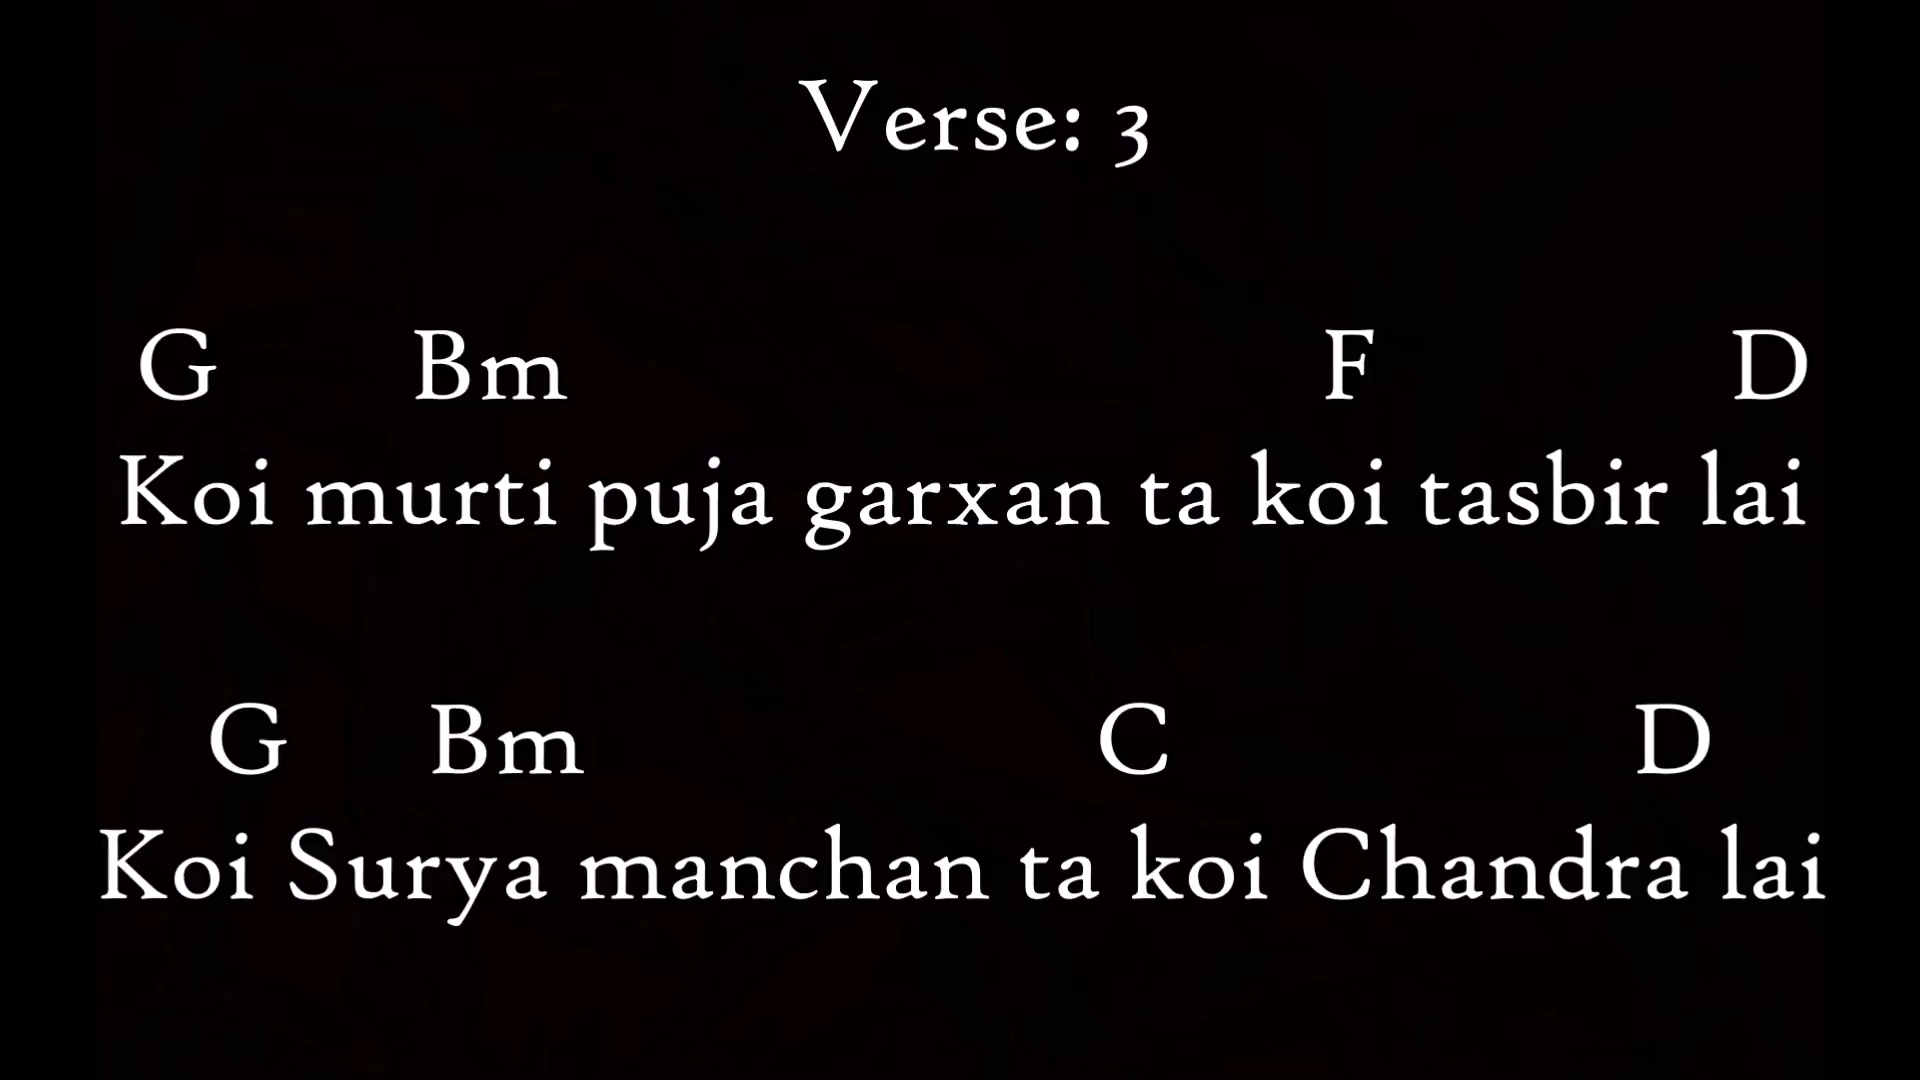 Verse: 3
G Bm F D
Koi murti puja garxan ta koi tasbir lai
G Bm C D
Koi Surya manchan ta koi Chandra lai